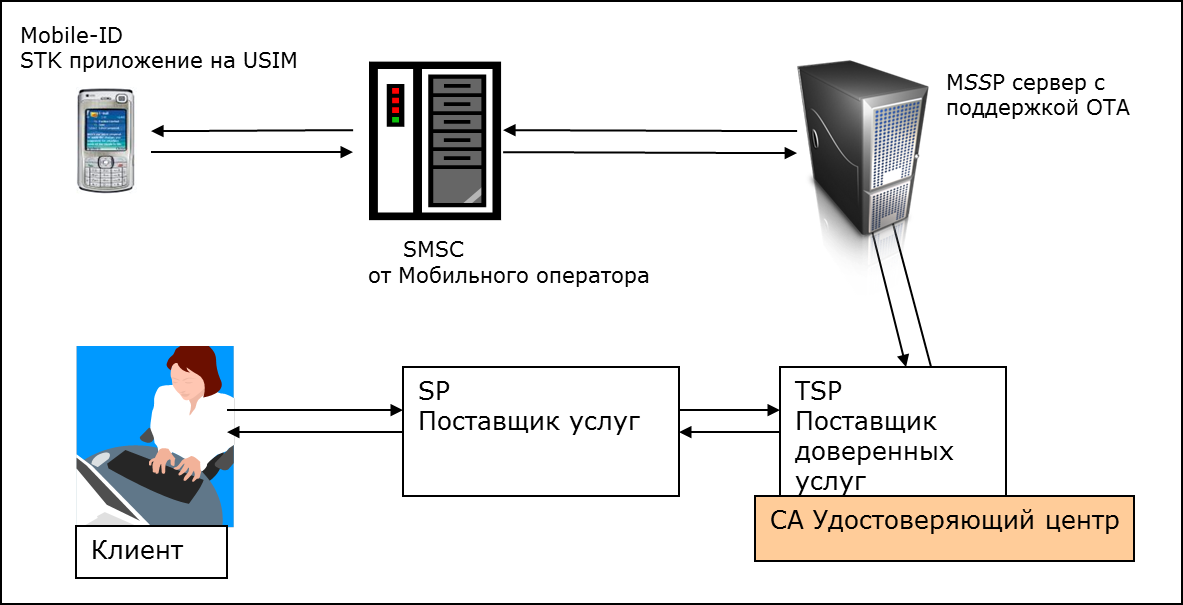 Mobile-ID
STK приложение на USIM
MSSP сервер с
поддержкой OTA
SMSC
от Мобильного оператора
SP
Поставщик услуг
TSP
Поставщик
доверенных
услуг
CA Удостоверяющий центр
Клиент